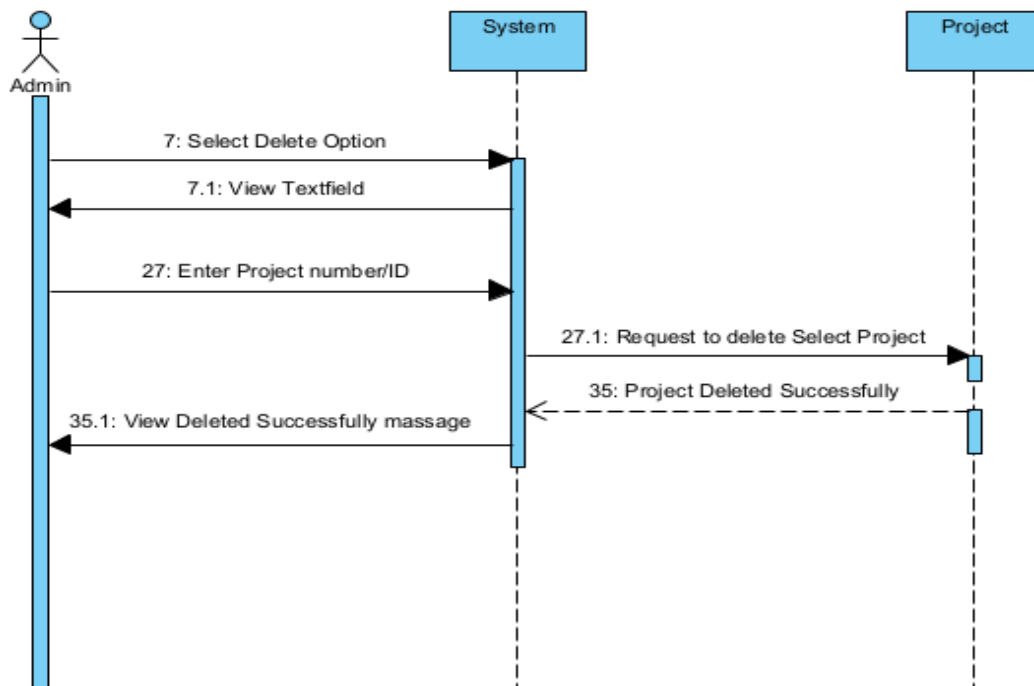 System
Project
Admin
7: Select Delete Option
7.1: View Textfield
27: Enter Project number/ID
27.1: Request to delete Select Project
35: Project Deleted Successfully
35.1: View Deleted Successfully massage